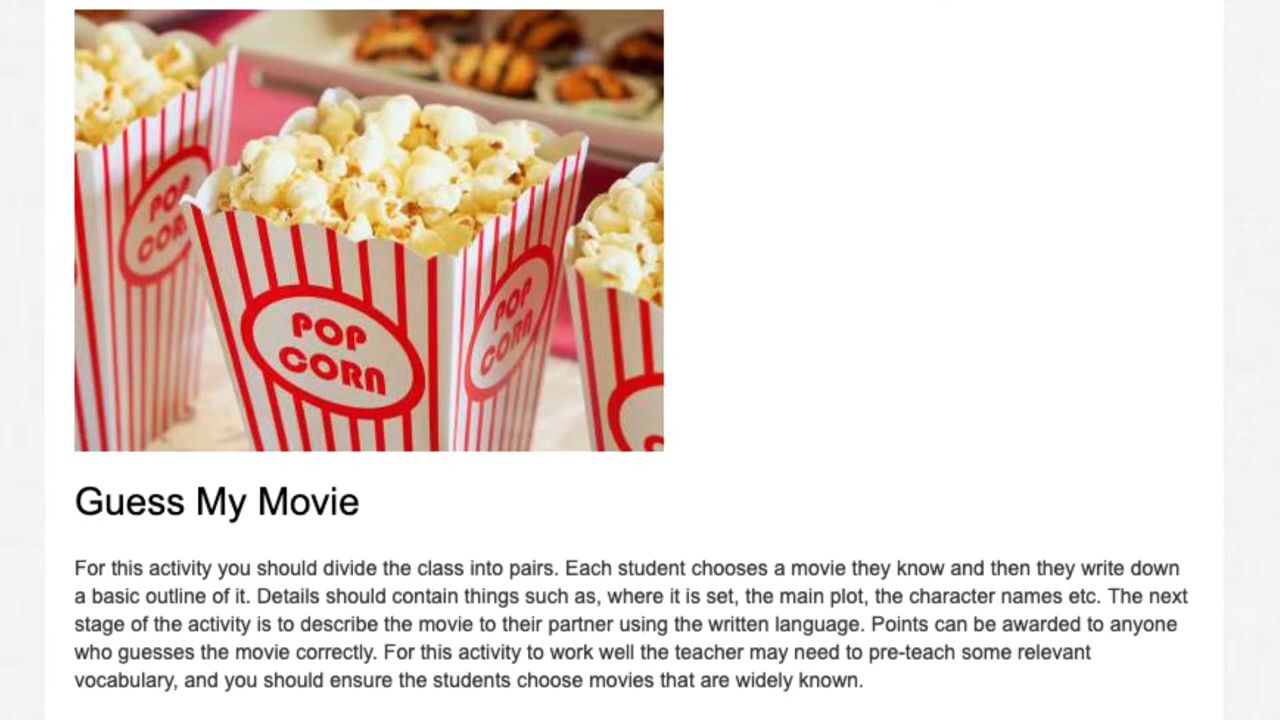 POP
CORN
POP
CORN
POP
CORN
Guess My Movie
For this activity you should divide the class into pairs. Each student chooses a movie they know and then they write down
a basic outline of it. Details should contain things such as, where it is set, the main plot, the character names etc. The next
stage of the activity is to describe the movie to their partner using the written language. Points can be awarded to anyone
who guesses the movie correctly. For this activity to work well the teacher may need to pre-teach some relevant
vocabulary, and you should ensure the students choose movies that are widely known.